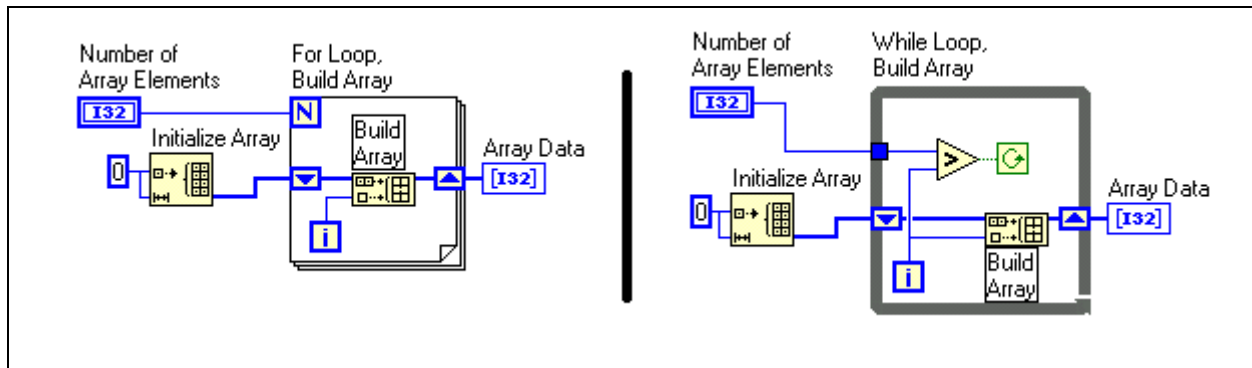 Number of
Array Elements
I32
For Loop,
Build Array
N
Initialize Array
0
Build
Array
i
Array Data
[I32]
Number of
Array Elements
I32
While Loop,
Build Array
>
Initialize Array
0
i
Build
Array
Array Data
[I32]